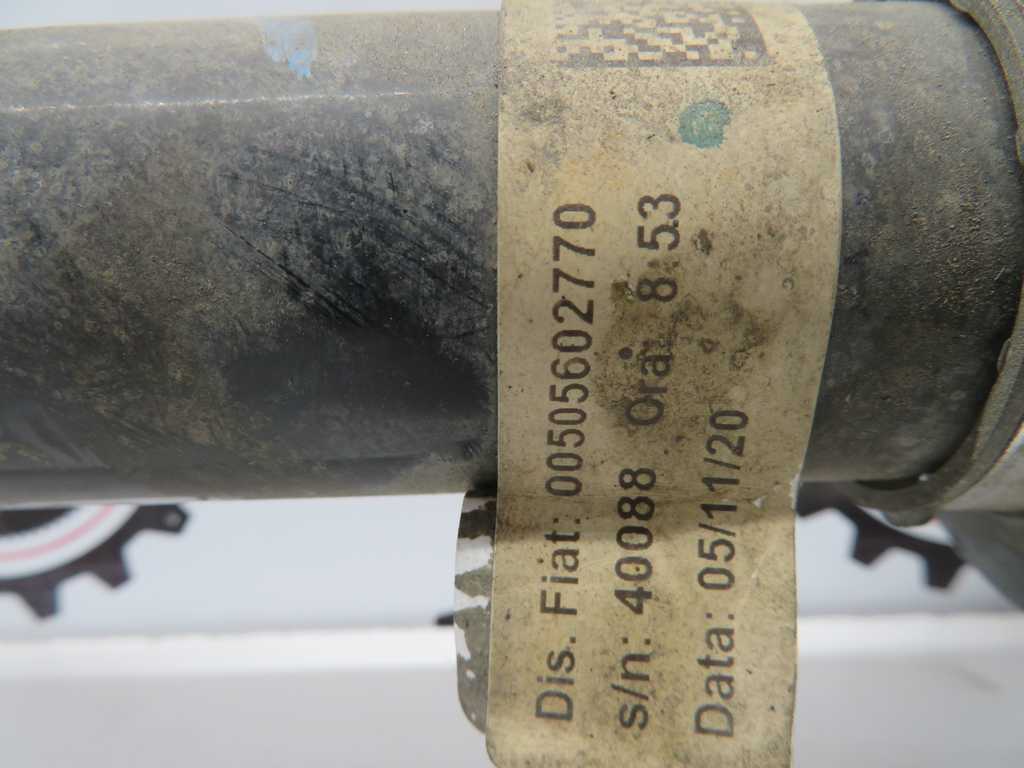 Dis. Fiat: 00505602770
s/n: 40088 Ora: 8:53
Data: 05/11/20